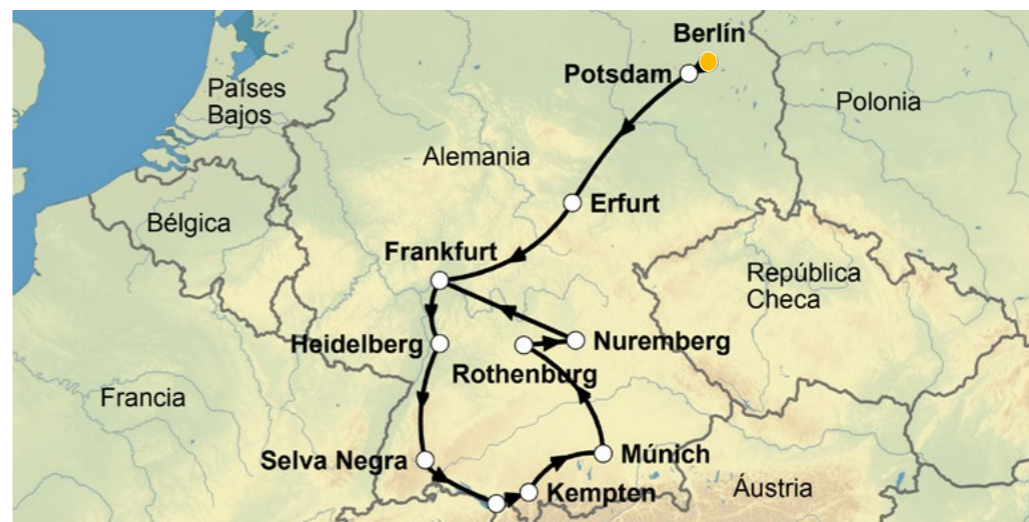 Berlín
Potsdam
Países
Bajos
Polonia
Alemania
Erfurt
Bélgica
Frankfurt
República
Checa
Heidelberg
Nuremberg
Rothenburg
Francia
Selva Negra
Múnich
Kempten
Áustria